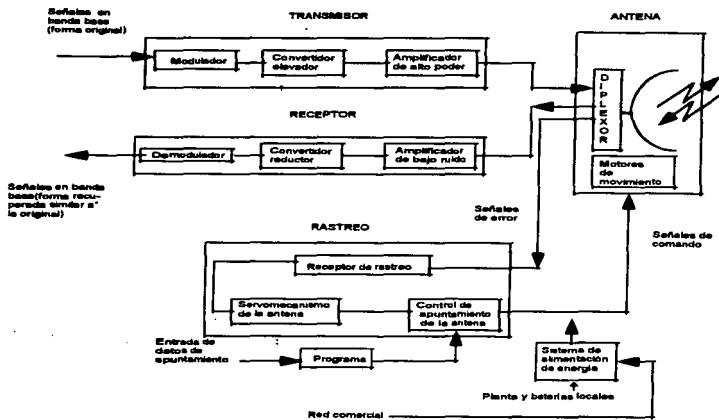 Señales en
banda base
(forma original)
TRANSMISOR
Modulador
Convertidor
elevador
Amplificador
de alto poder
ANTENA
DIPLEXOR
Motores
de
movimiento
RECEPTOR
Demodulador
Convertidor
reductor
Amplificador
de bajo ruido
Señales en banda
base(forma recu-
perada similar a
la original)
Señales
de error
Señales de
comando
RASTREO
Receptor de rastreo
Servomecanismo
de la antena
Control de
apuntamiento
de la antena
Entrada de
datos de
apuntamiento
Programa
Sistema de
alimentación
de energía
Planta y baterías locales
Red comercial